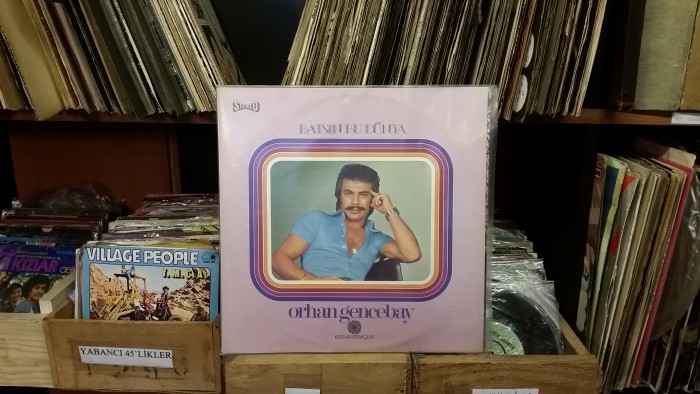 STEREO
BATSIN BU DÜNYA
orhan gencebay
KERVAN PLAKÇILIK
VILLAGE PEOPLE
Y.M.C.A.
KIZLAR
YABANCI 45'LİKLER